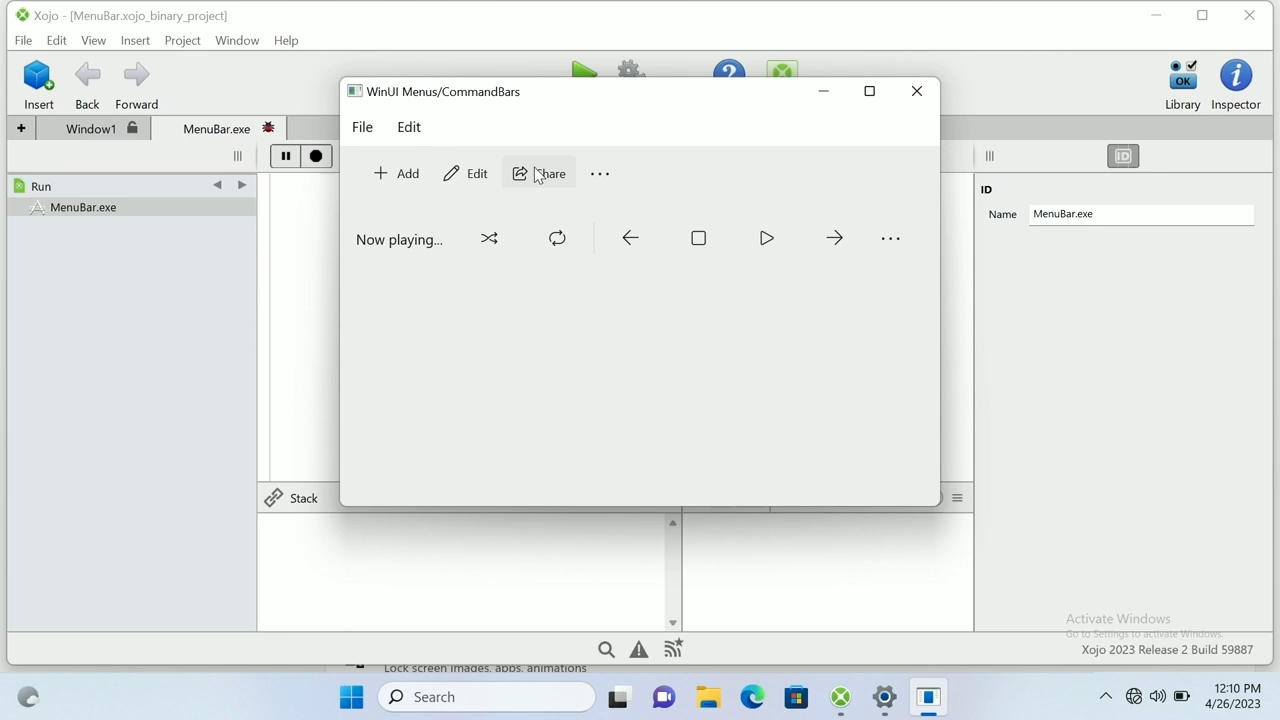 Xojo - [MenuBar.xojo_binary_project]
File Edit View Insert Project Window Help
Insert Back Forward
Library Inspector
OK
WinUI Menus/CommandBars
File Edit
Window1 MenuBar.exe
ID
Add Edit Share
Run
MenuBar.exe
ID
Name MenuBar.exe
Now playing...
Stack
Activate Windows
Go to Settings to activate Windows.
Xojo 2023 Release 2 Build 59887
Lock screen images, apps, animations
Search
12:10 PM
4/26/2023